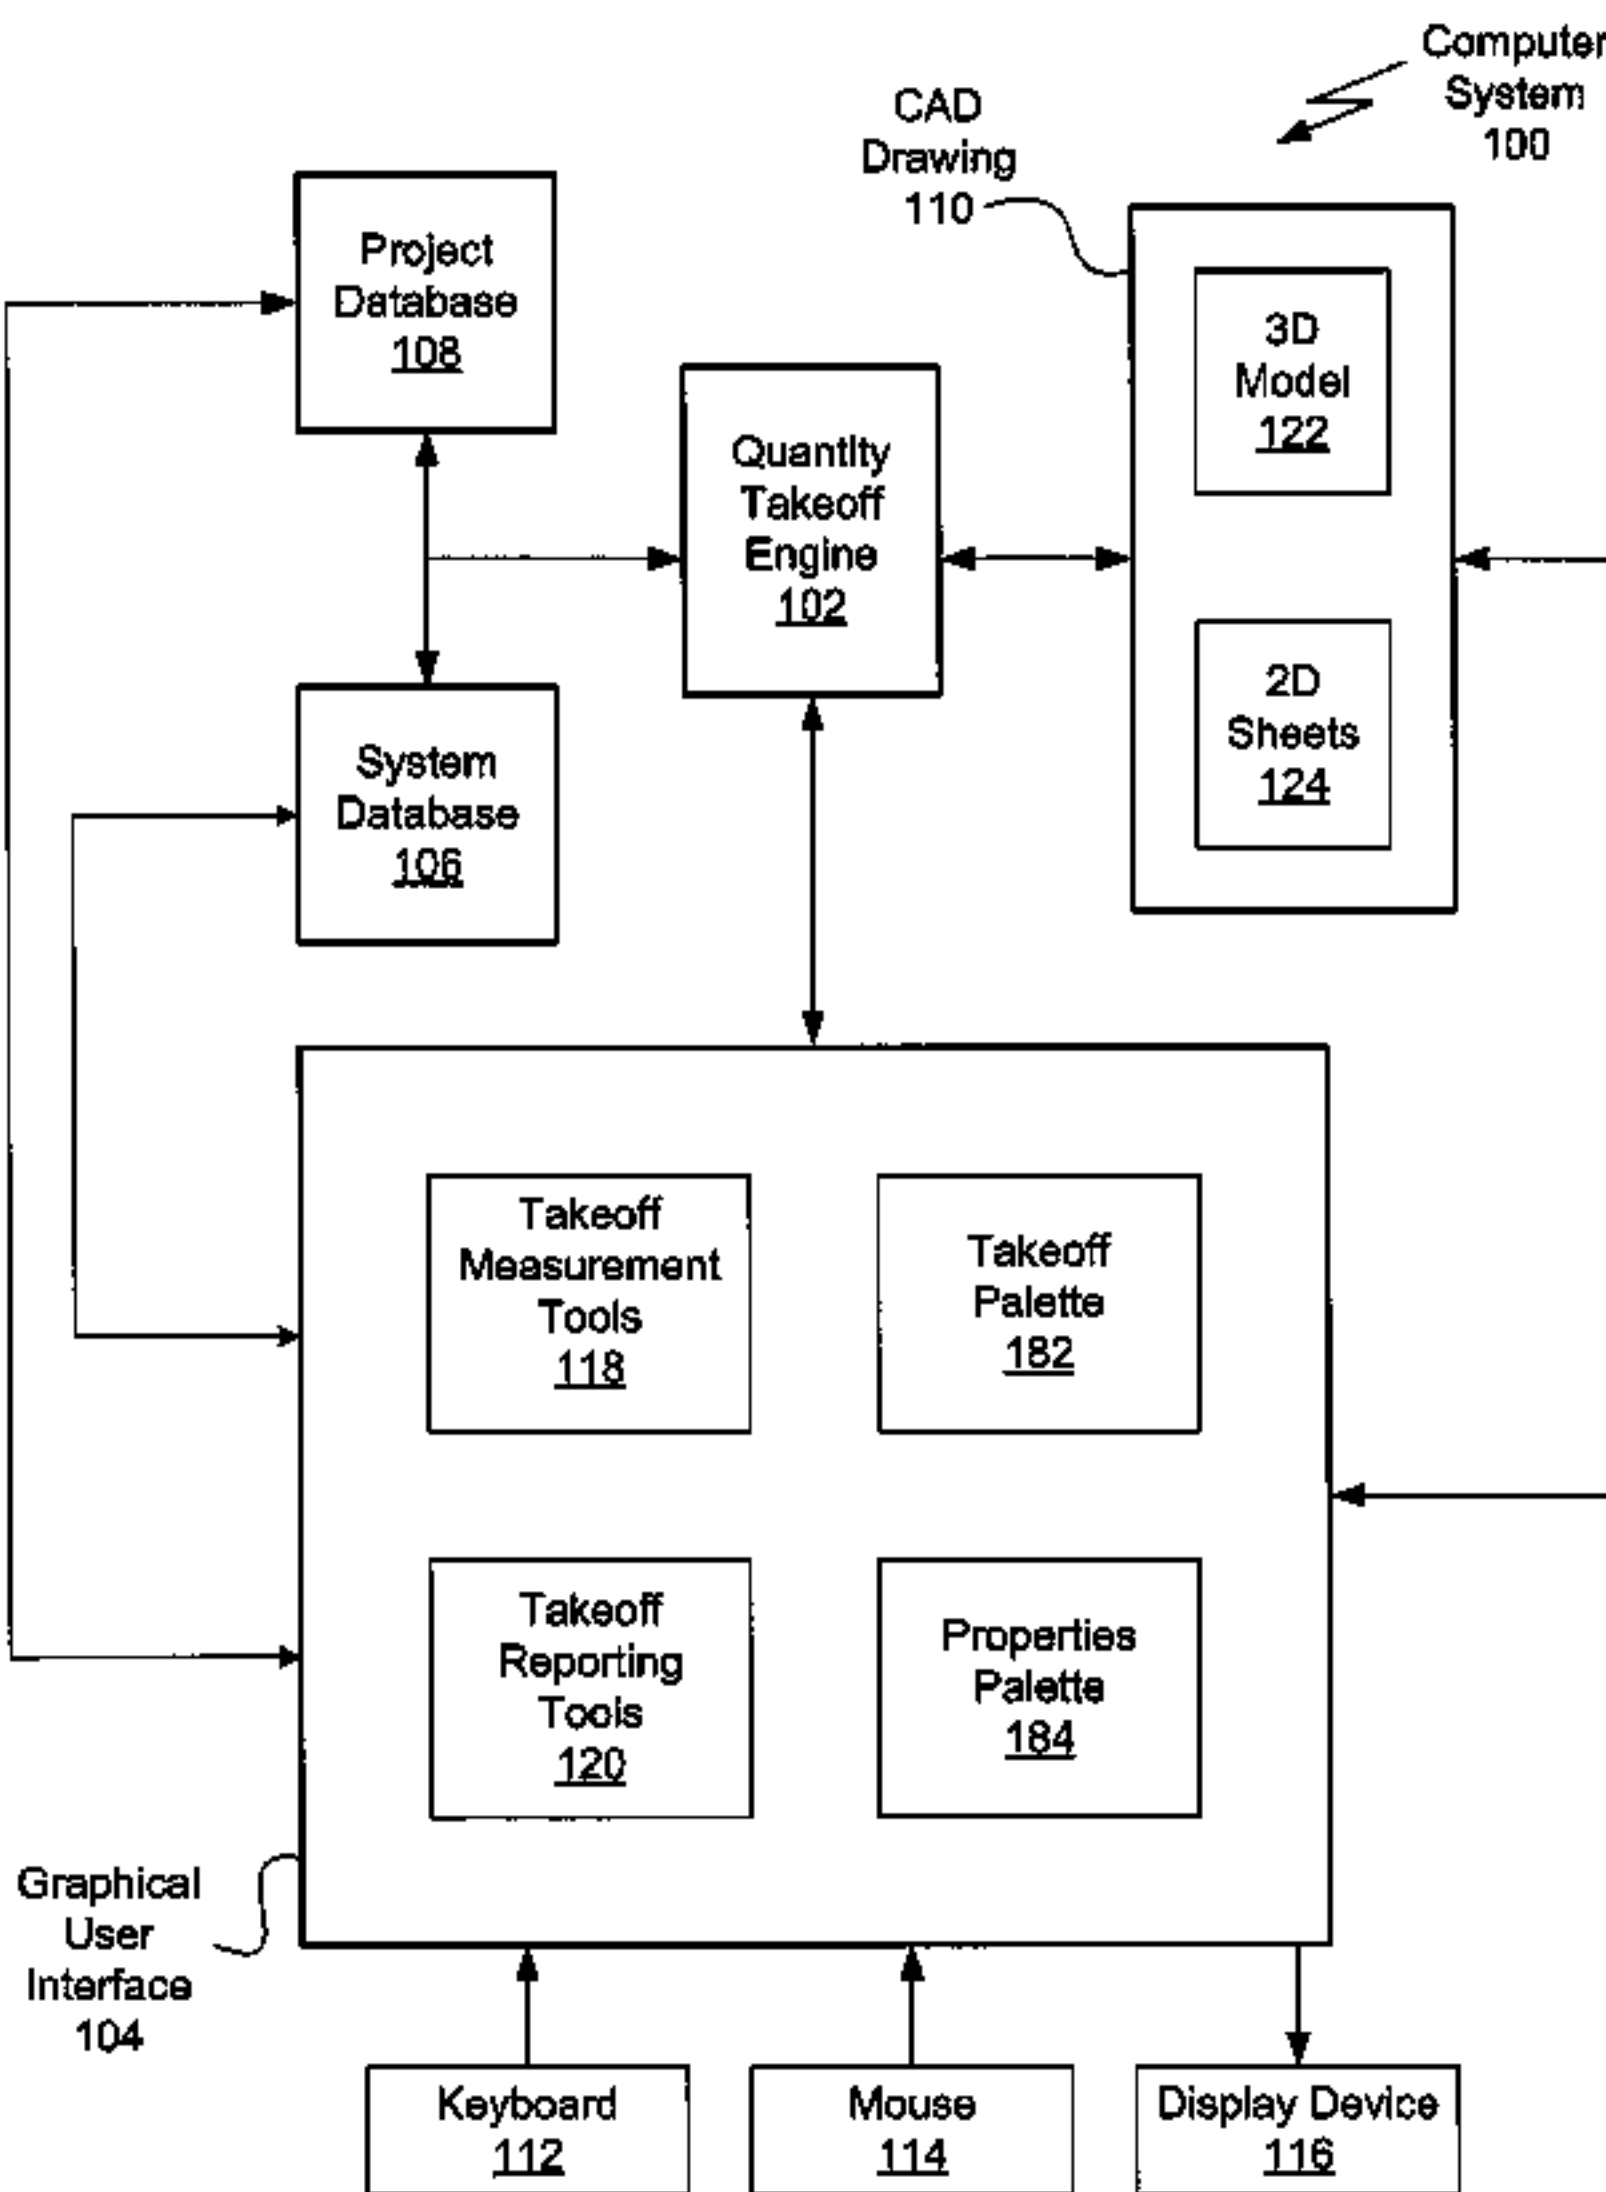 Computer
System
100
CAD
Drawing
110
Project
Database
108
3D
Model
122
Quantity
Takeoff
Engine
102
2D
Sheets
124
System
Database
106
Takeoff
Measurement
Tools
118
Takeoff
Palette
182
Takeoff
Reporting
Tools
120
Properties
Palette
184
Graphical
User
Interface
104
Keyboard
112
Mouse
114
Display Device
116